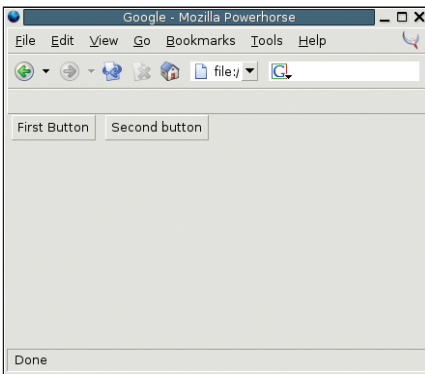 Google - Mozilla Powerhorse
File Edit View Go Bookmarks Tools Help
file:/ G
First Button Second button
Done